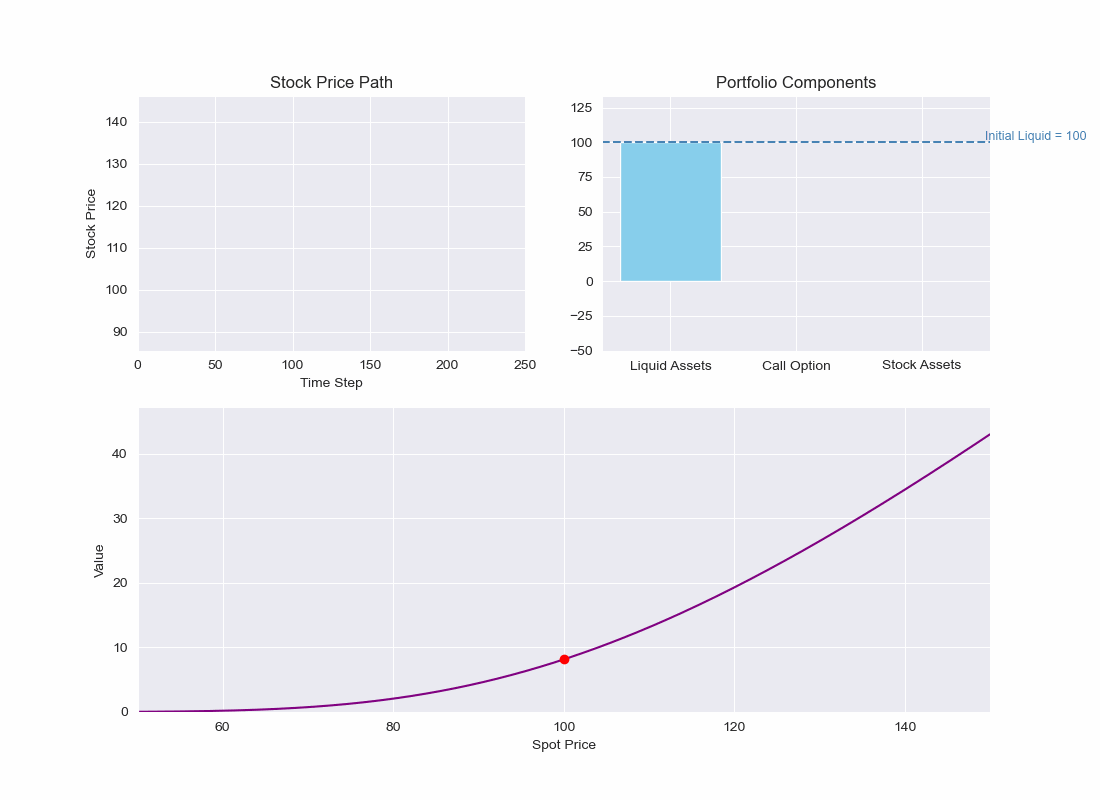 Stock Price Path
140
130
120
110
100
90
Stock Price
0 50 100 150 200 250
Time Step
Portfolio Components
125
100
75
50
25
0
−25
−50
Initial Liquid = 100
Liquid Assets Call Option Stock Assets
40
30
20
10
0
Value
60 80 100 120 140
Spot Price